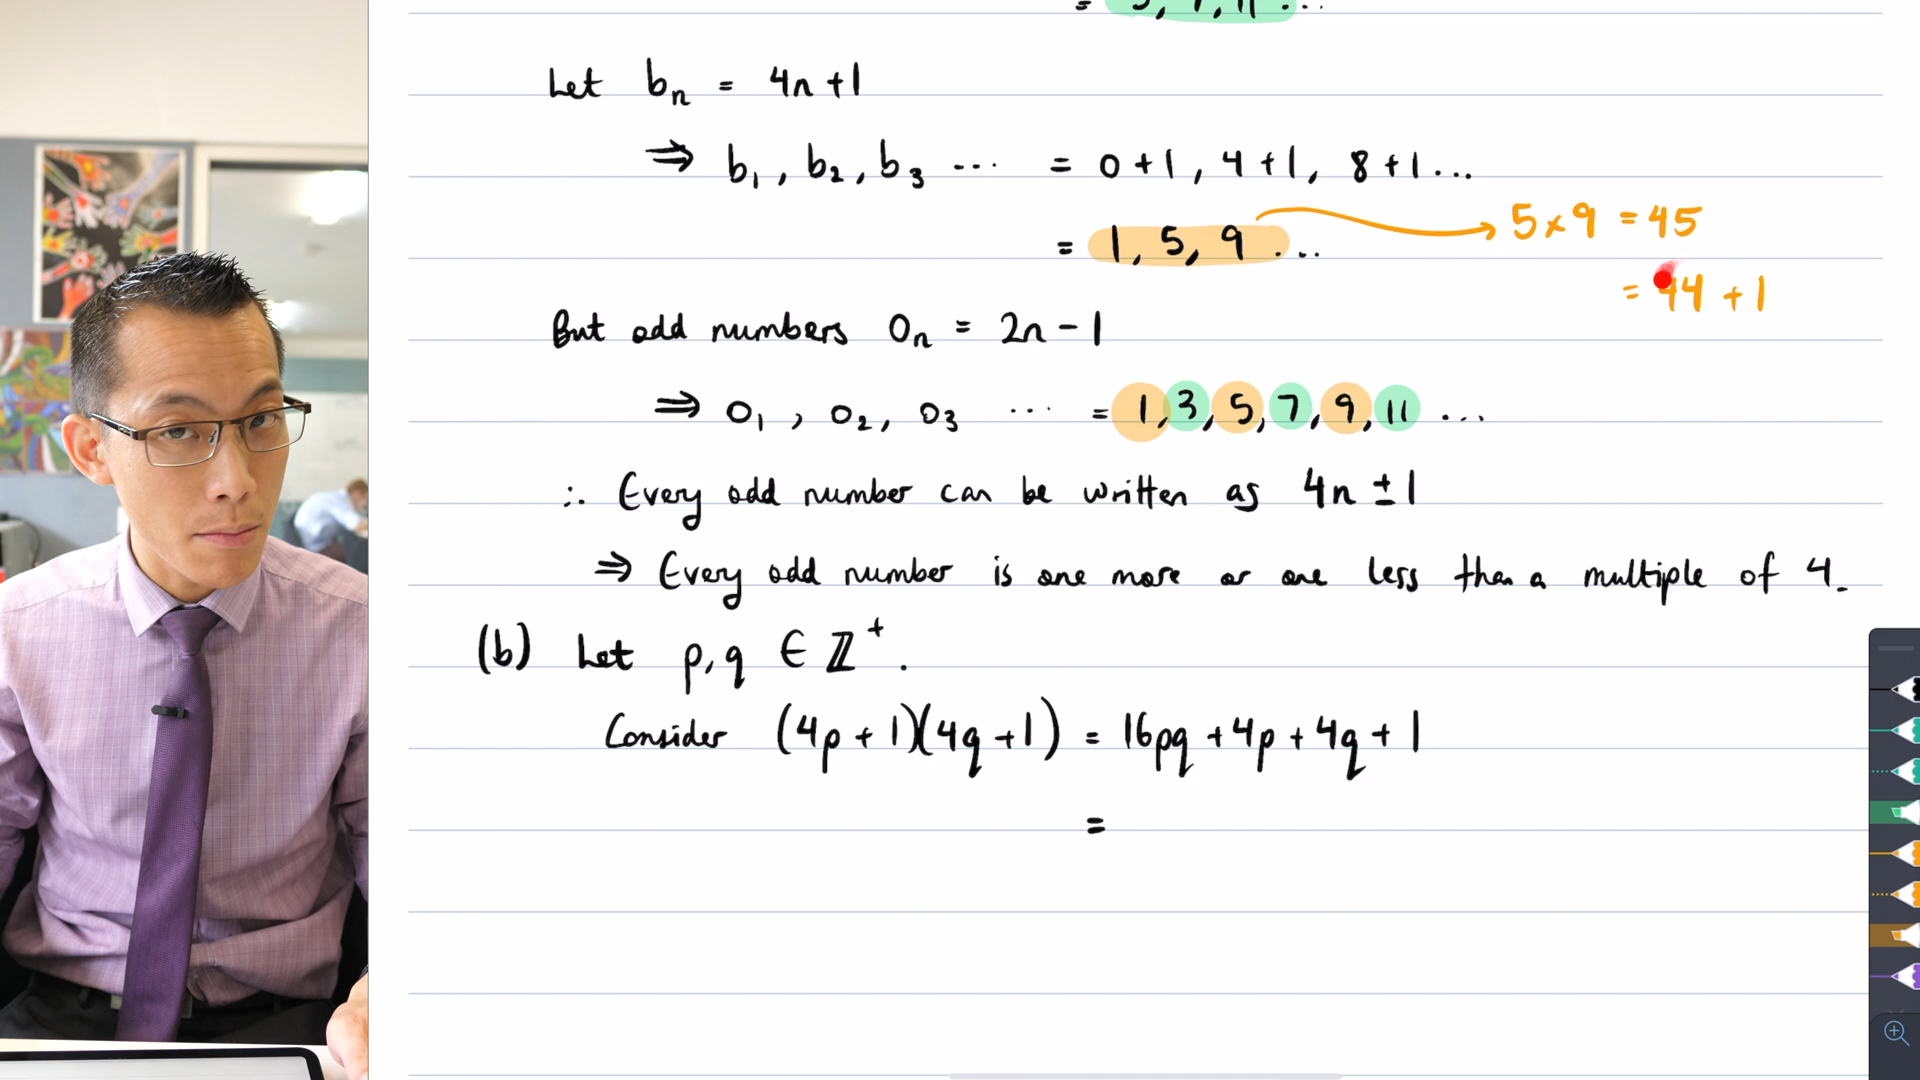 = 3, 7, 11 ...
Let bₙ = 4n + 1
⇒ b₁, b₂, b₃ ... = 0 + 1, 4 + 1, 8 + 1 ...
= 1, 5, 9 ... → 5 × 9 = 45
= 44 + 1
But odd numbers Oₙ = 2n - 1
⇒ O₁, O₂, O₃ ... = 1, 3, 5, 7, 9, 11 ...
∴ Every odd number can be written as 4n ± 1
⇒ Every odd number is one more or one less than a multiple of 4.
(b) Let p, q ∈ ℤ⁺.
Consider (4p + 1)(4q + 1) = 16pq + 4p + 4q + 1
=